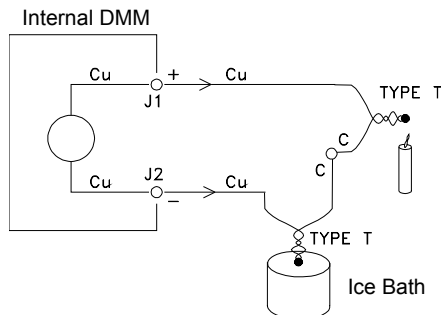 Internal DMM
Cu
+
Cu
J1
TYPE T
C
C
J2
Cu
Cu
−
TYPE T
Ice Bath